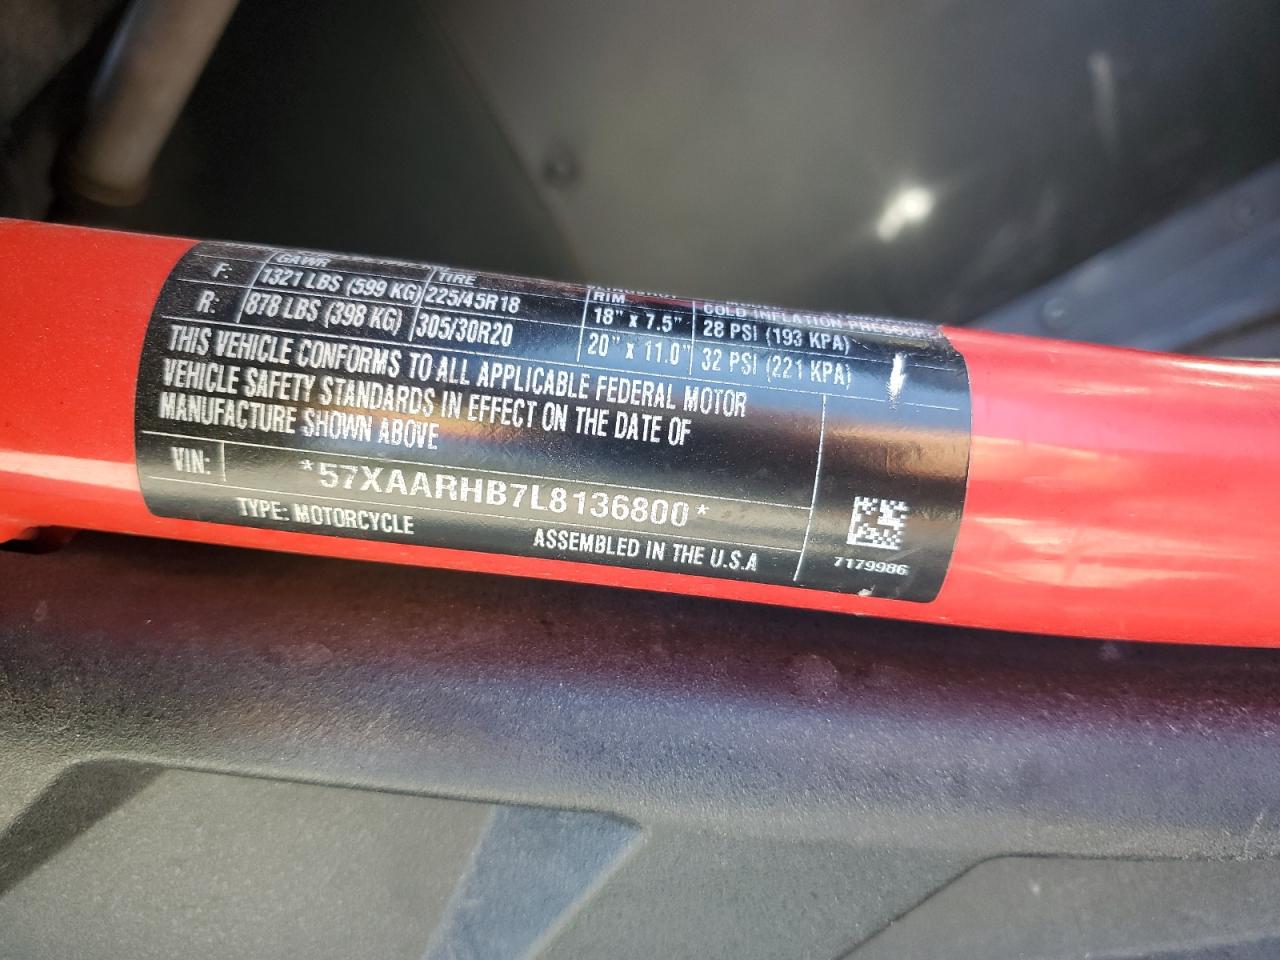 GAWR TIRE RIM COLD INFLATION PRESSURE
F: 1321 LBS (599 KG) 225/45R18 18" x 7.5" 28 PSI (193 KPA)
R: 878 LBS (398 KG) 305/30R20 20" x 11.0" 32 PSI (221 KPA)
THIS VEHICLE CONFORMS TO ALL APPLICABLE FEDERAL MOTOR
VEHICLE SAFETY STANDARDS IN EFFECT ON THE DATE OF
MANUFACTURE SHOWN ABOVE
VIN: *57XAARHB7L8136800*
TYPE: MOTORCYCLE ASSEMBLED IN THE U.S.A
7179986